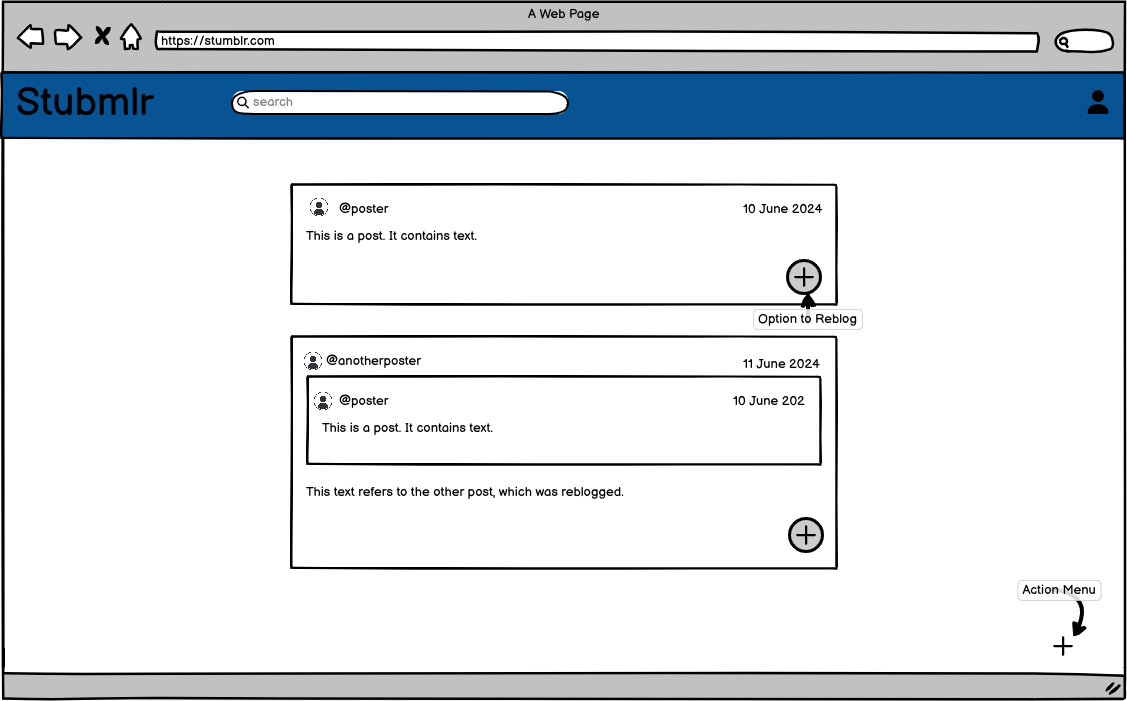 A Web Page
https://stumblr.com
Stubmlr
search
@poster
10 June 2024
This is a post. It contains text.
Option to Reblog
@anotherposter
11 June 2024
@poster
10 June 202
This is a post. It contains text.
This text refers to the other post, which was reblogged.
Action Menu